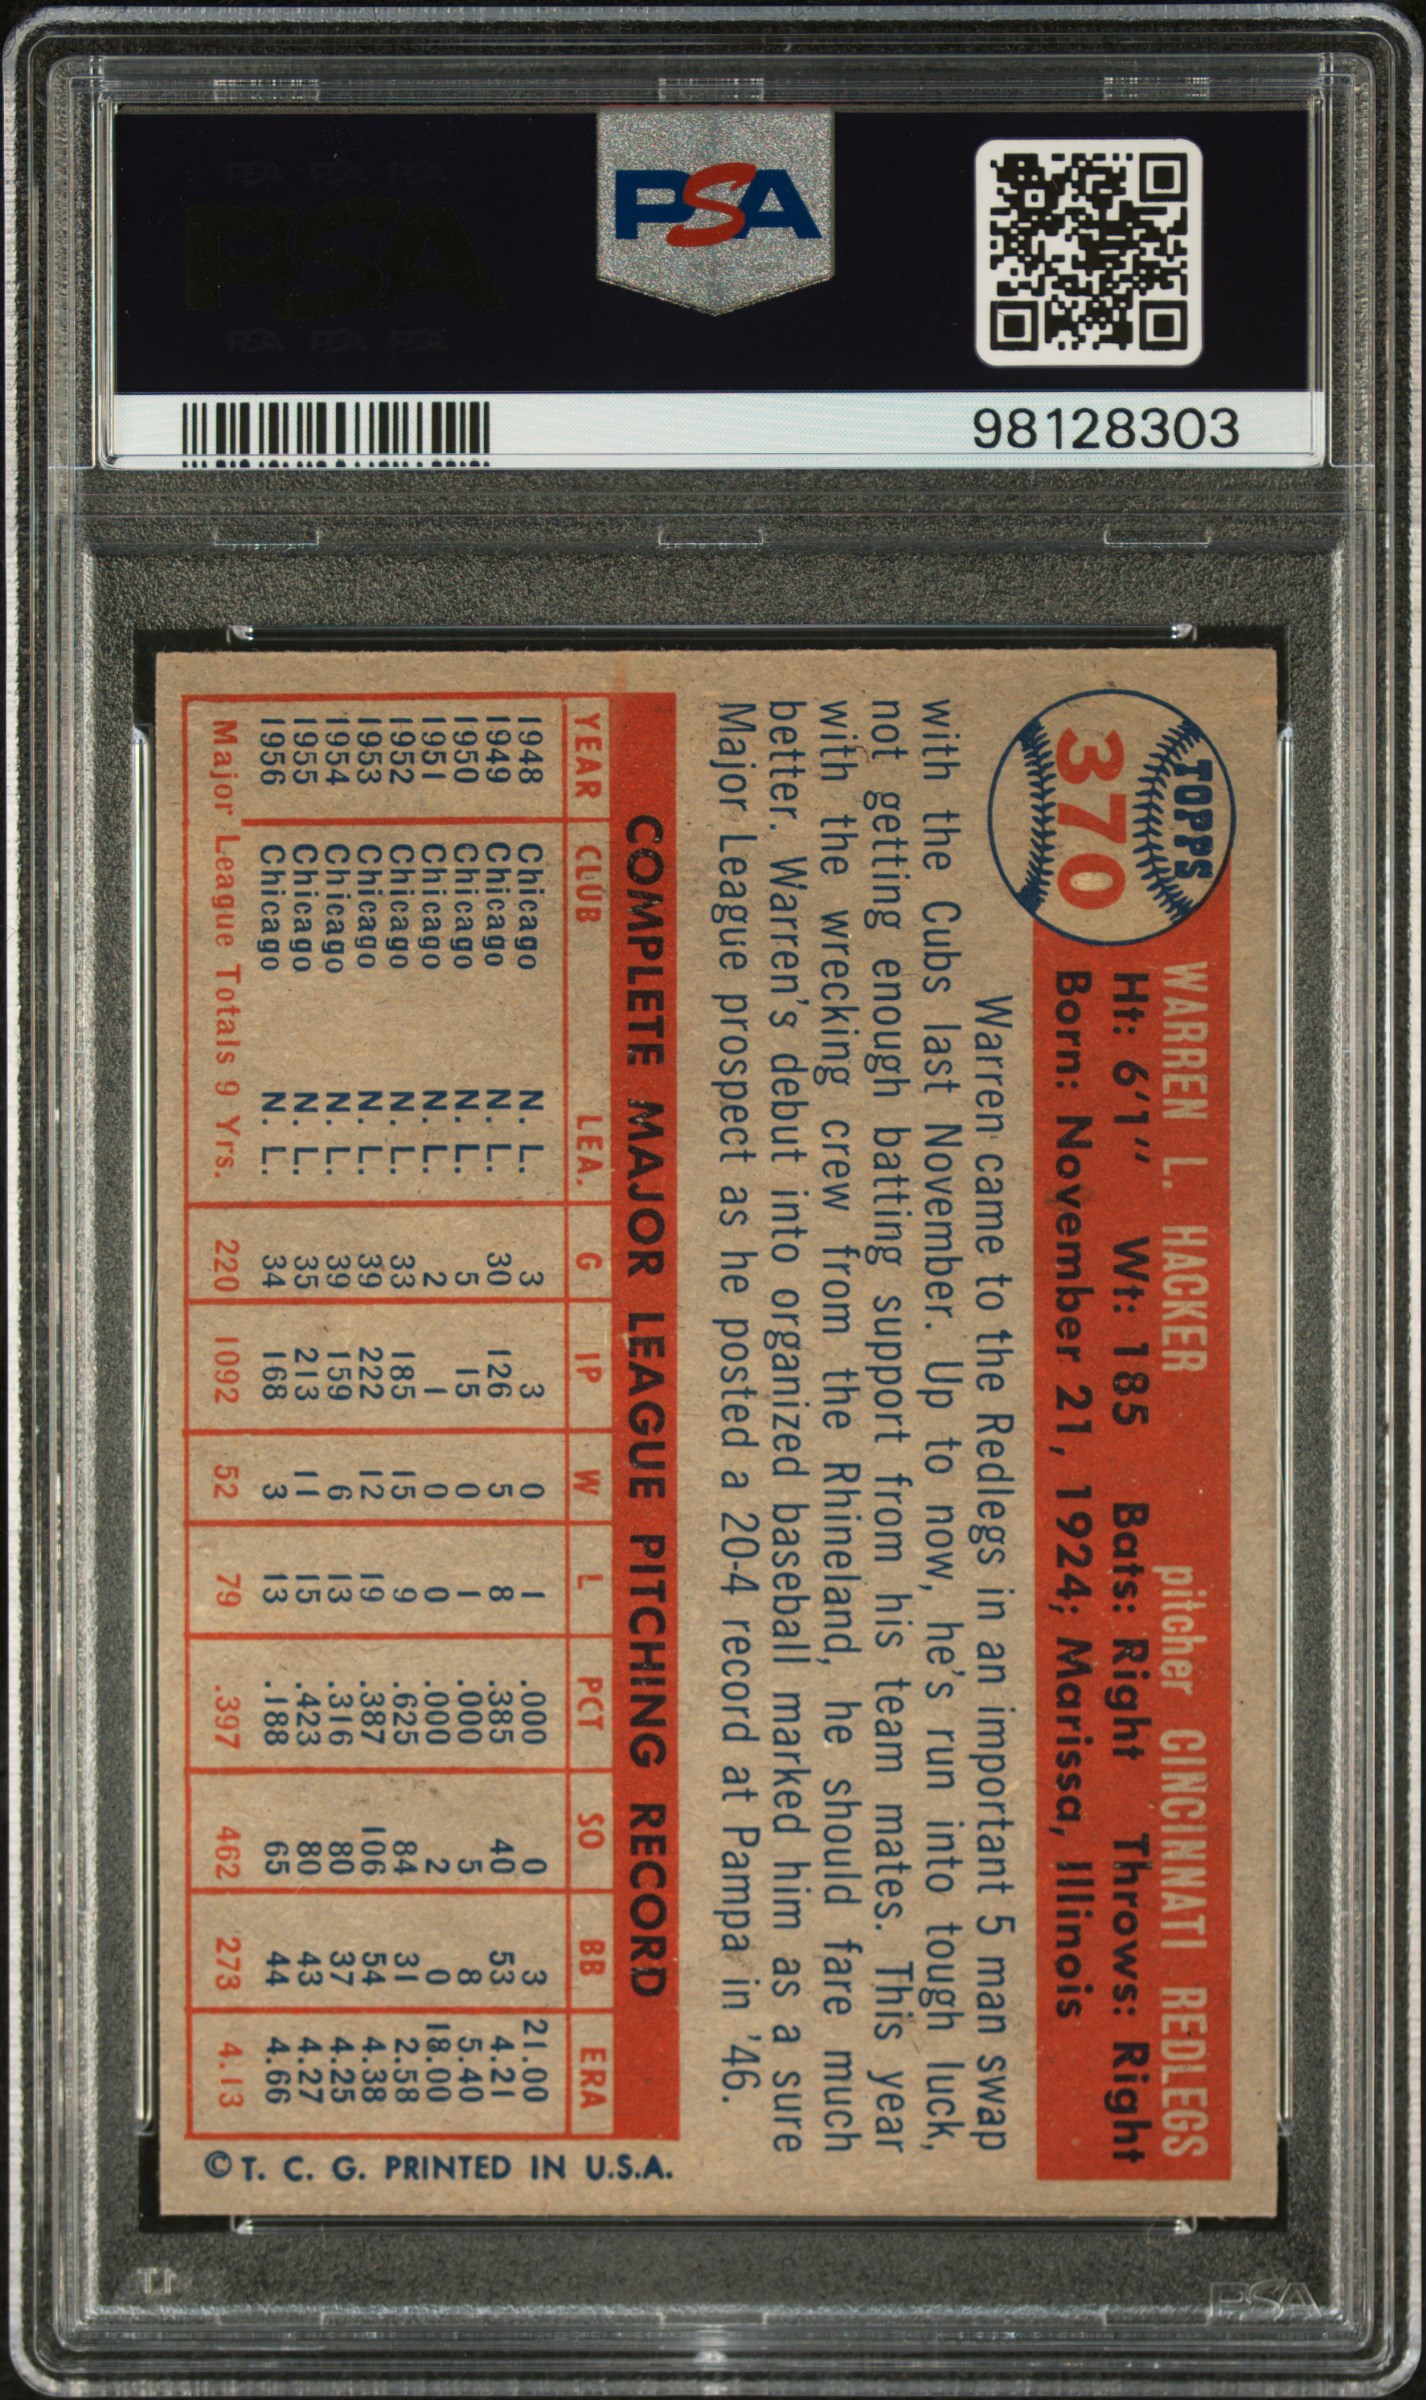 PSA
98128303
TOPPS
370
WARREN L. HACKER pitcher CINCINNATI REDLEGS
Ht: 6'1" Wt: 185 Bats: Right Throws: Right
Born: November 21, 1924; Marissa, Illinois
Warren came to the Redlegs in an important 5 man swap
with the Cubs last November. Up to now, he's run into tough luck,
not getting enough batting support from his team mates. This year
with the wrecking crew from the Rhineland, he should fare much
better. Warren's debut into organized baseball marked him as a sure
Major League prospect as he posted a 20-4 record at Pampa in '46.
COMPLETE MAJOR LEAGUE PITCHING RECORD
YEAR CLUB LEA. G IP W L PCT SO BB ERA
1948 Chicago N. L. 3 3 0 1 .000 0 3 21.00
1949 Chicago N. L. 30 126 5 8 .385 40 53 4.21
1950 Chicago N. L. 5 15 0 1 .000 5 8 5.40
1951 Chicago N. L. 2 1 0 0 .000 2 0 18.00
1952 Chicago N. L. 33 185 15 9 .625 84 31 2.58
1953 Chicago N. L. 39 222 12 19 .387 106 54 4.38
1954 Chicago N. L. 39 159 6 13 .316 80 37 4.25
1955 Chicago N. L. 35 213 11 15 .423 80 43 4.27
1956 Chicago N. L. 34 168 3 13 .188 65 44 4.66
Major League Totals 9 Yrs. 220 1092 52 79 .397 462 273 4.13
© T. C. G. PRINTED IN U.S.A.
PSA